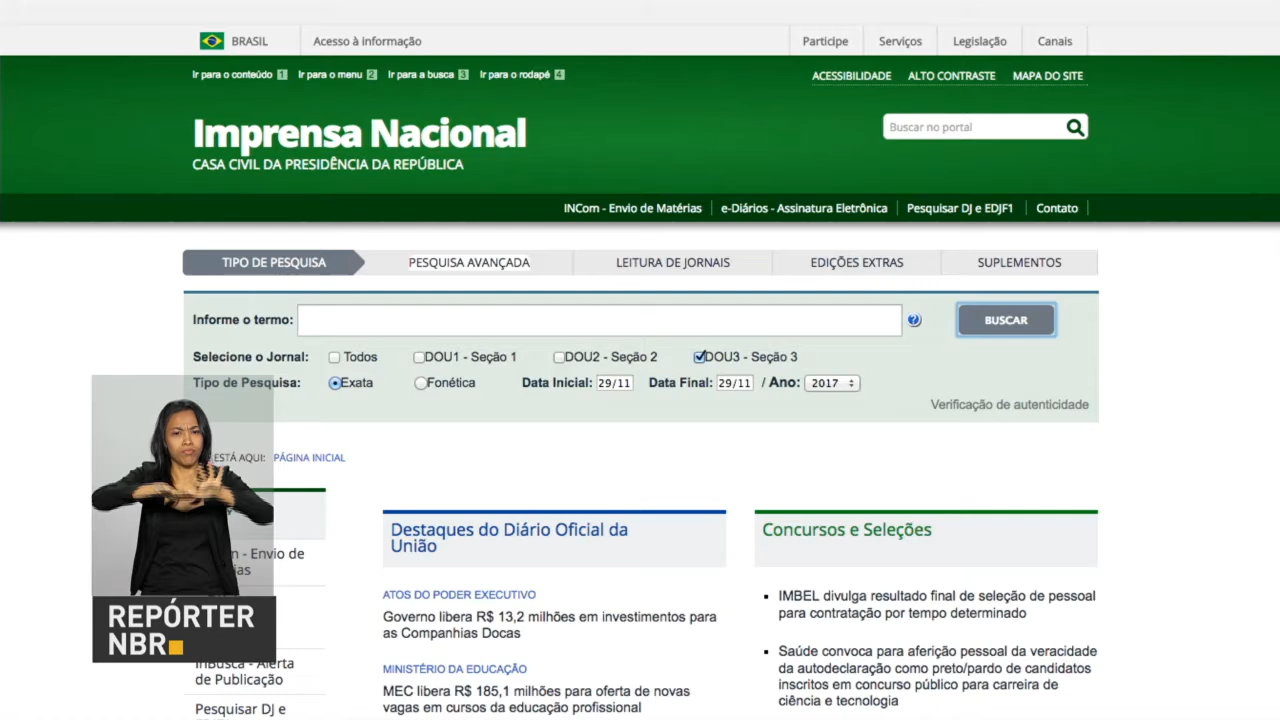 BRASIL
Acesso à informação
Participe
Serviços
Legislação
Canais
Ir para o conteúdo 1
Ir para o menu 2
Ir para a busca 3
Ir para o rodapé 4
ACESSIBILIDADE
ALTO CONTRASTE
MAPA DO SITE
Imprensa Nacional
CASA CIVIL DA PRESIDÊNCIA DA REPÚBLICA
Buscar no portal
INCom - Envio de Matérias
e-Diários - Assinatura Eletrônica
Pesquisar DJ e EDJF1
Contato
TIPO DE PESQUISA
PESQUISA AVANÇADA
LEITURA DE JORNAIS
EDIÇÕES EXTRAS
SUPLEMENTOS
Informe o termo:
?
BUSCAR
Selecione o Jornal:
Todos
DOU1 - Seção 1
DOU2 - Seção 2
DOU3 - Seção 3
Tipo de Pesquisa:
Exata
Fonética
Data Inicial: 29/11
Data Final: 29/11
/ Ano: 2017
Verificação de autenticidade
ESTÁ AQUI: PÁGINA INICIAL
- Envio de
REPÓRTER
NBR
InBusca - Alerta
de Publicação
Pesquisar DJ e
Destaques do Diário Oficial da
União
ATOS DO PODER EXECUTIVO
Governo libera R$ 13,2 milhões em investimentos para
as Companhias Docas
MINISTÉRIO DA EDUCAÇÃO
MEC libera R$ 185,1 milhões para oferta de novas
vagas em cursos da educação profissional
Concursos e Seleções
IMBEL divulga resultado final de seleção de pessoal
para contratação por tempo determinado
Saúde convoca para aferição pessoal da veracidade
da autodeclaração como preto/pardo de candidatos
inscritos em concurso público para carreira de
ciência e tecnologia